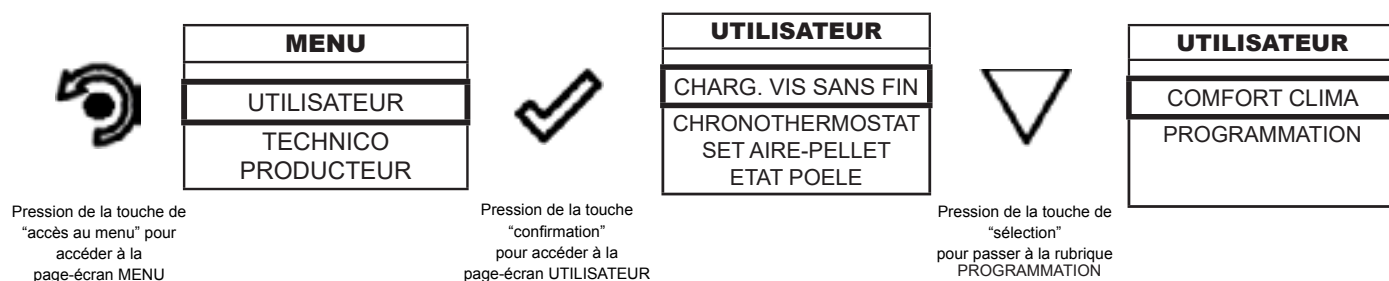 MENU
UTILISATEUR
TECHNICO
PRODUCTEUR
UTILISATEUR
CHARG. VIS SANS FIN
CHRONOTHERMOSTAT
SET AIRE-PELLET
ETAT POELE
UTILISATEUR
COMFORT CLIMA
PROGRAMMATION
Pression de la touche de
“accès au menu” pour
accéder à la
page-écran MENU
Pression de la touche
“confirmation”
pour accéder à la
page-écran UTILISATEUR
Pression de la touche de
“sélection”
pour passer à la rubrique
PROGRAMMATION